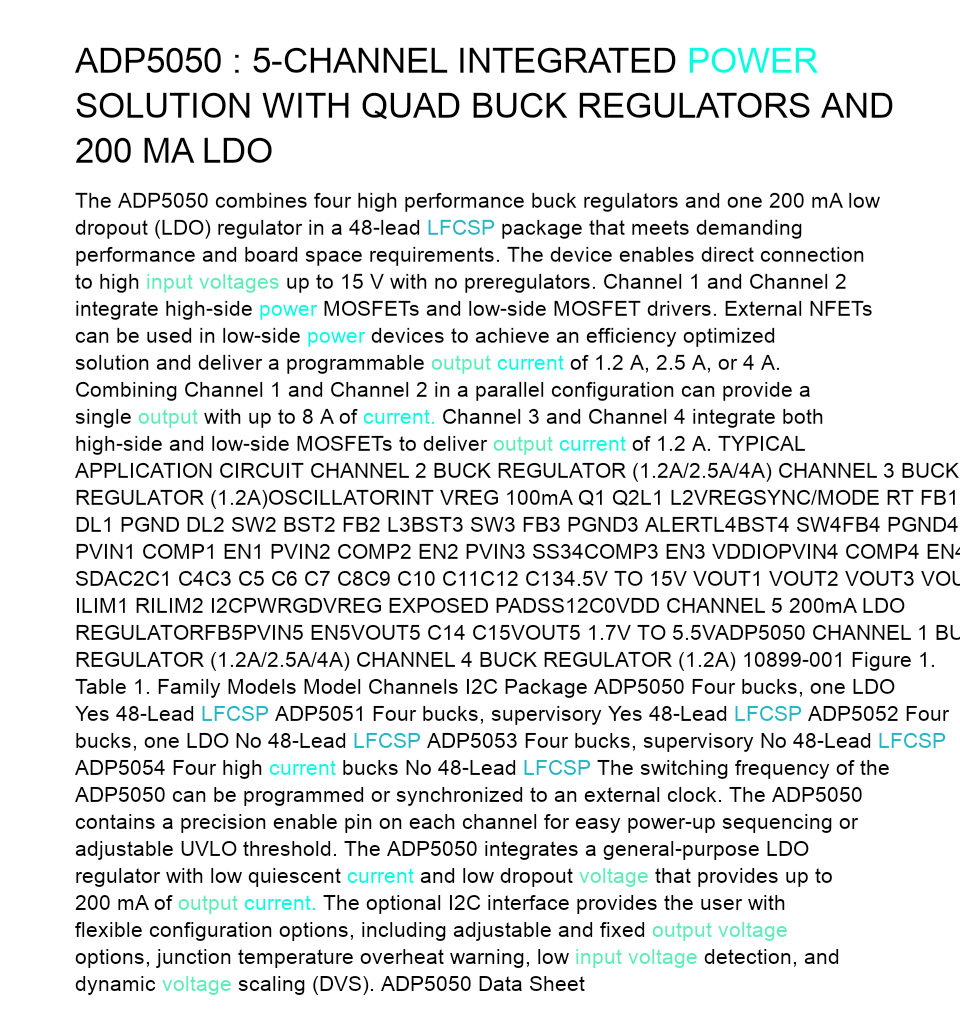 ADP5050 : 5-CHANNEL INTEGRATED POWER
SOLUTION WITH QUAD BUCK REGULATORS AND
200 MA LDO
The ADP5050 combines four high performance buck regulators and one 200 mA low
dropout (LDO) regulator in a 48-lead LFCSP package that meets demanding
performance and board space requirements. The device enables direct connection
to high input voltages up to 15 V with no preregulators. Channel 1 and Channel 2
integrate high-side power MOSFETs and low-side MOSFET drivers. External NFETs
can be used in low-side power devices to achieve an efficiency optimized
solution and deliver a programmable output current of 1.2 A, 2.5 A, or 4 A.
Combining Channel 1 and Channel 2 in a parallel configuration can provide a
single output with up to 8 A of current. Channel 3 and Channel 4 integrate both
high-side and low-side MOSFETs to deliver output current of 1.2 A. TYPICAL
APPLICATION CIRCUIT CHANNEL 2 BUCK REGULATOR (1.2A/2.5A/4A) CHANNEL 3 BUCK
REGULATOR (1.2A)OSCILLATORINT VREG 100mA Q1 Q2L1 L2VREGSYNC/MODE RT FB1
DL1 PGND DL2 SW2 BST2 FB2 L3BST3 SW3 FB3 PGND3 ALERTL4BST4 SW4FB4 PGND4
PVIN1 COMP1 EN1 PVIN2 COMP2 EN2 PVIN3 SS34COMP3 EN3 VDDIOPVIN4 COMP4 EN4
SDAC2C1 C4C3 C5 C6 C7 C8C9 C10 C11C12 C134.5V TO 15V VOUT1 VOUT2 VOUT3 VOU
ILIM1 RILIM2 I2CPWRGDVREG EXPOSED PADSS12C0VDD CHANNEL 5 200mA LDO
REGULATORFB5PVIN5 EN5VOUT5 C14 C15VOUT5 1.7V TO 5.5VADP5050 CHANNEL 1 BU
REGULATOR (1.2A/2.5A/4A) CHANNEL 4 BUCK REGULATOR (1.2A) 10899-001 Figure 1.
Table 1. Family Models Model Channels I2C Package ADP5050 Four bucks, one LDO
Yes 48-Lead LFCSP ADP5051 Four bucks, supervisory Yes 48-Lead LFCSP ADP5052 Four
bucks, one LDO No 48-Lead LFCSP ADP5053 Four bucks, supervisory No 48-Lead LFCSP
ADP5054 Four high current bucks No 48-Lead LFCSP The switching frequency of the
ADP5050 can be programmed or synchronized to an external clock. The ADP5050
contains a precision enable pin on each channel for easy power-up sequencing or
adjustable UVLO threshold. The ADP5050 integrates a general-purpose LDO
regulator with low quiescent current and low dropout voltage that provides up to
200 mA of output current. The optional I2C interface provides the user with
flexible configuration options, including adjustable and fixed output voltage
options, junction temperature overheat warning, low input voltage detection, and
dynamic voltage scaling (DVS). ADP5050 Data Sheet